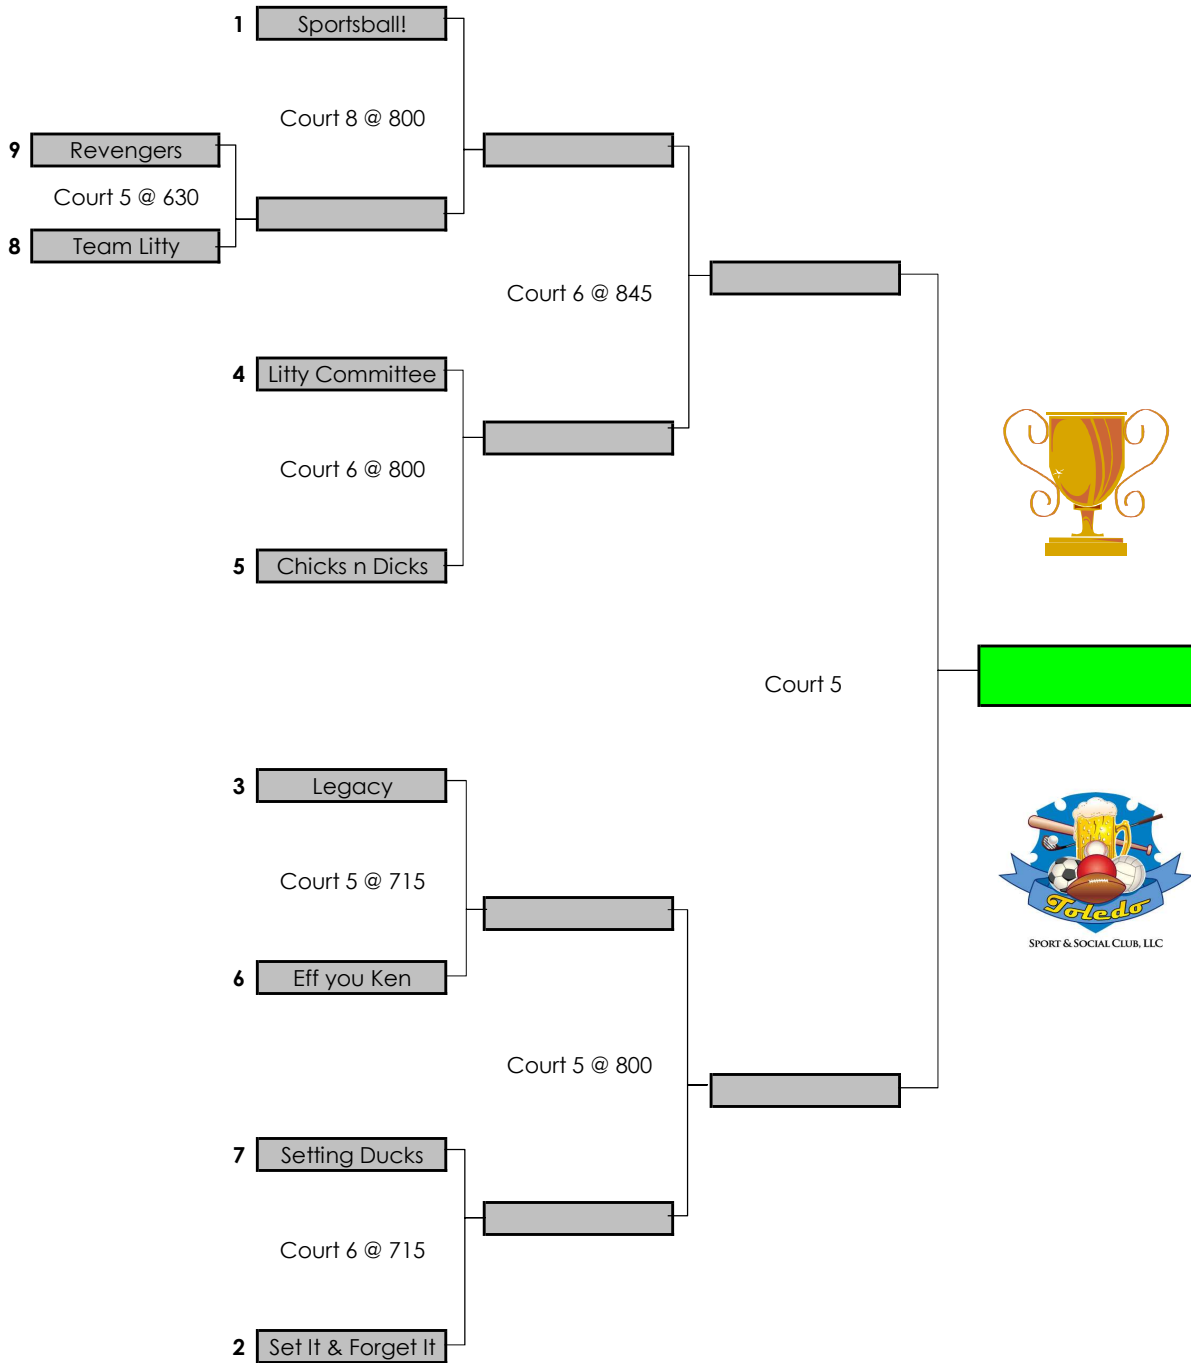 1 Sportsball!
Court 8 @ 800
9 Revengers
Court 5 @ 630
8 Team Litty
Court 6 @ 845
4 Litty Committee
Court 6 @ 800
5 Chicks n Dicks
Court 5
3 Legacy
Court 5 @ 715
6 Eff you Ken
Court 5 @ 800
7 Setting Ducks
Court 6 @ 715
2 Set It & Forget It
Toledo
SPORT & SOCIAL CLUB, LLC